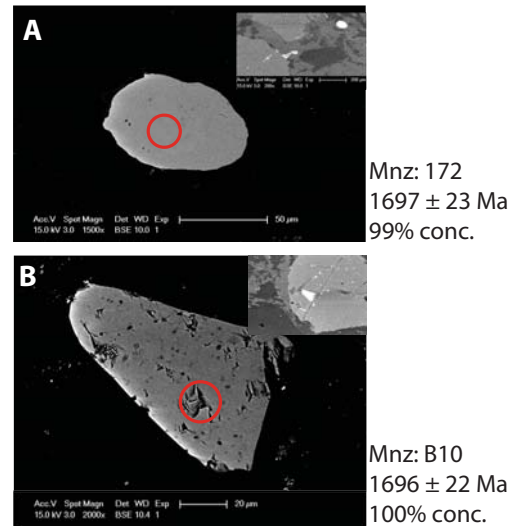 A
Acc.V Spot Magn Det WD Exp
15.0 kV 3.0 1500x BSE 10.0 1
50 µm
Mnz: 172
1697 ± 23 Ma
99% conc.
B
Acc.V Spot Magn Det WD Exp
15.0 kV 3.0 2000x BSE 10.4 1
20 µm
Mnz: B10
1696 ± 22 Ma
100% conc.